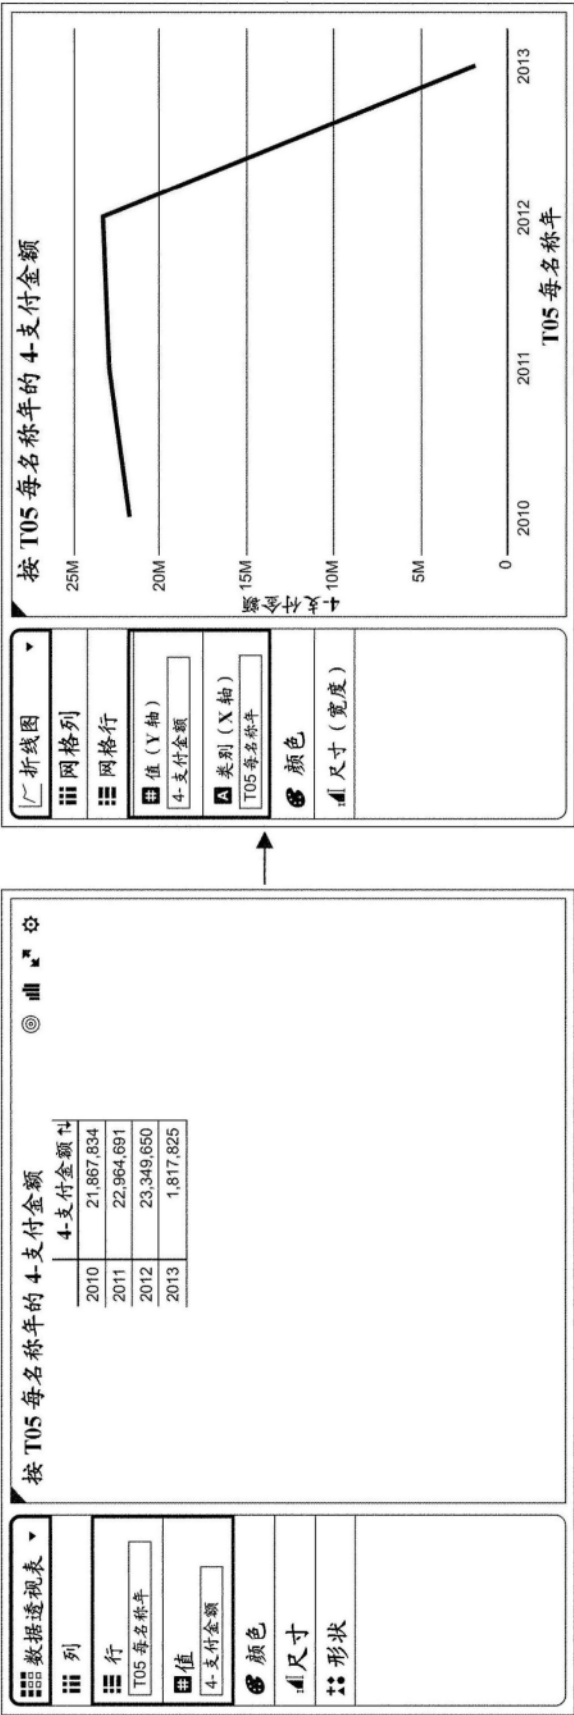 数据透视表
列
行
T05 每名称年
值
4-支付金额
颜色
尺寸
形状
按 T05 每名称年的 4-支付金额
4-支付金额
2010 21,867,834
2011 22,964,691
2012 23,349,650
2013 1,817,825
折线图
网格列
网格行
值（Y 轴）
4-支付金额
A 类别（X 轴）
T05 每名称年
颜色
尺寸（宽度）
按 T05 每名称年的 4-支付金额
4-支付金额
25M
20M
15M
10M
5M
0
2010 2011 2012 2013
T05 每名称年